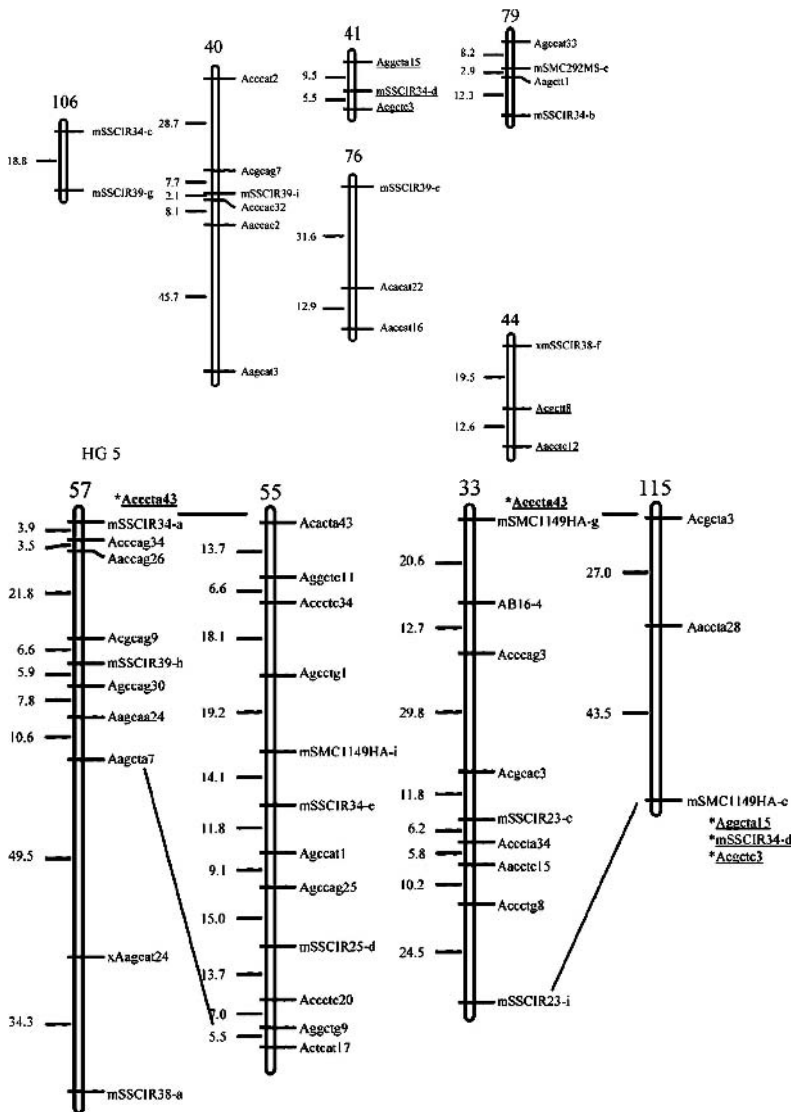 106
mSSCIR34-c
18.8
mSSCIR39-g
40
Acccat2
28.7
Acgcag7
7.7
mSSCIR39-i
2.1
Acccac32
8.1
Aaccac2
45.7
Aagcat3
41
Aggcta15
9.5
mSSCIR34-d
5.5
Acgctc3
76
mSSCIR39-e
31.6
Acacat22
12.9
Aaccat16
79
Agccat33
8.2
mSMC292MS-e
2.9
Aagctt1
12.3
mSSCIR34-b
44
xmSSCIR38-f
19.5
Acgctt8
12.6
Aacctc12
HG 5
57
mSSCIR34-a
3.9
Acccag34
3.5
Aaccag26
21.8
Acgcag9
6.6
mSSCIR39-h
5.9
Agccag30
7.8
Aagcaa24
10.6
Aagcta7
49.5
xAagcat24
34.3
mSSCIR38-a
*Acccta43
55
Acacta43
13.7
Aggctc11
6.6
Accctc34
18.1
Agcctg1
19.2
mSMC1149HA-i
14.1
mSSCIR34-e
11.8
Agccat1
9.1
Agccag25
15.0
mSSCIR25-d
13.7
Accctc20
7.0
Aggctg9
5.5
Actcat17
33
*Acccta43
mSMC1149HA-g
20.6
AB16-4
12.7
Acccag3
29.8
Acgcac3
11.8
mSSCIR23-c
6.2
Acccta34
5.8
Aacctc15
10.2
Accctg8
24.5
mSSCIR23-i
115
Acgcta3
27.0
Aaccta28
43.5
mSMC1149HA-c
*Aggcta15
*mSSCIR34-d
*Acgctc3